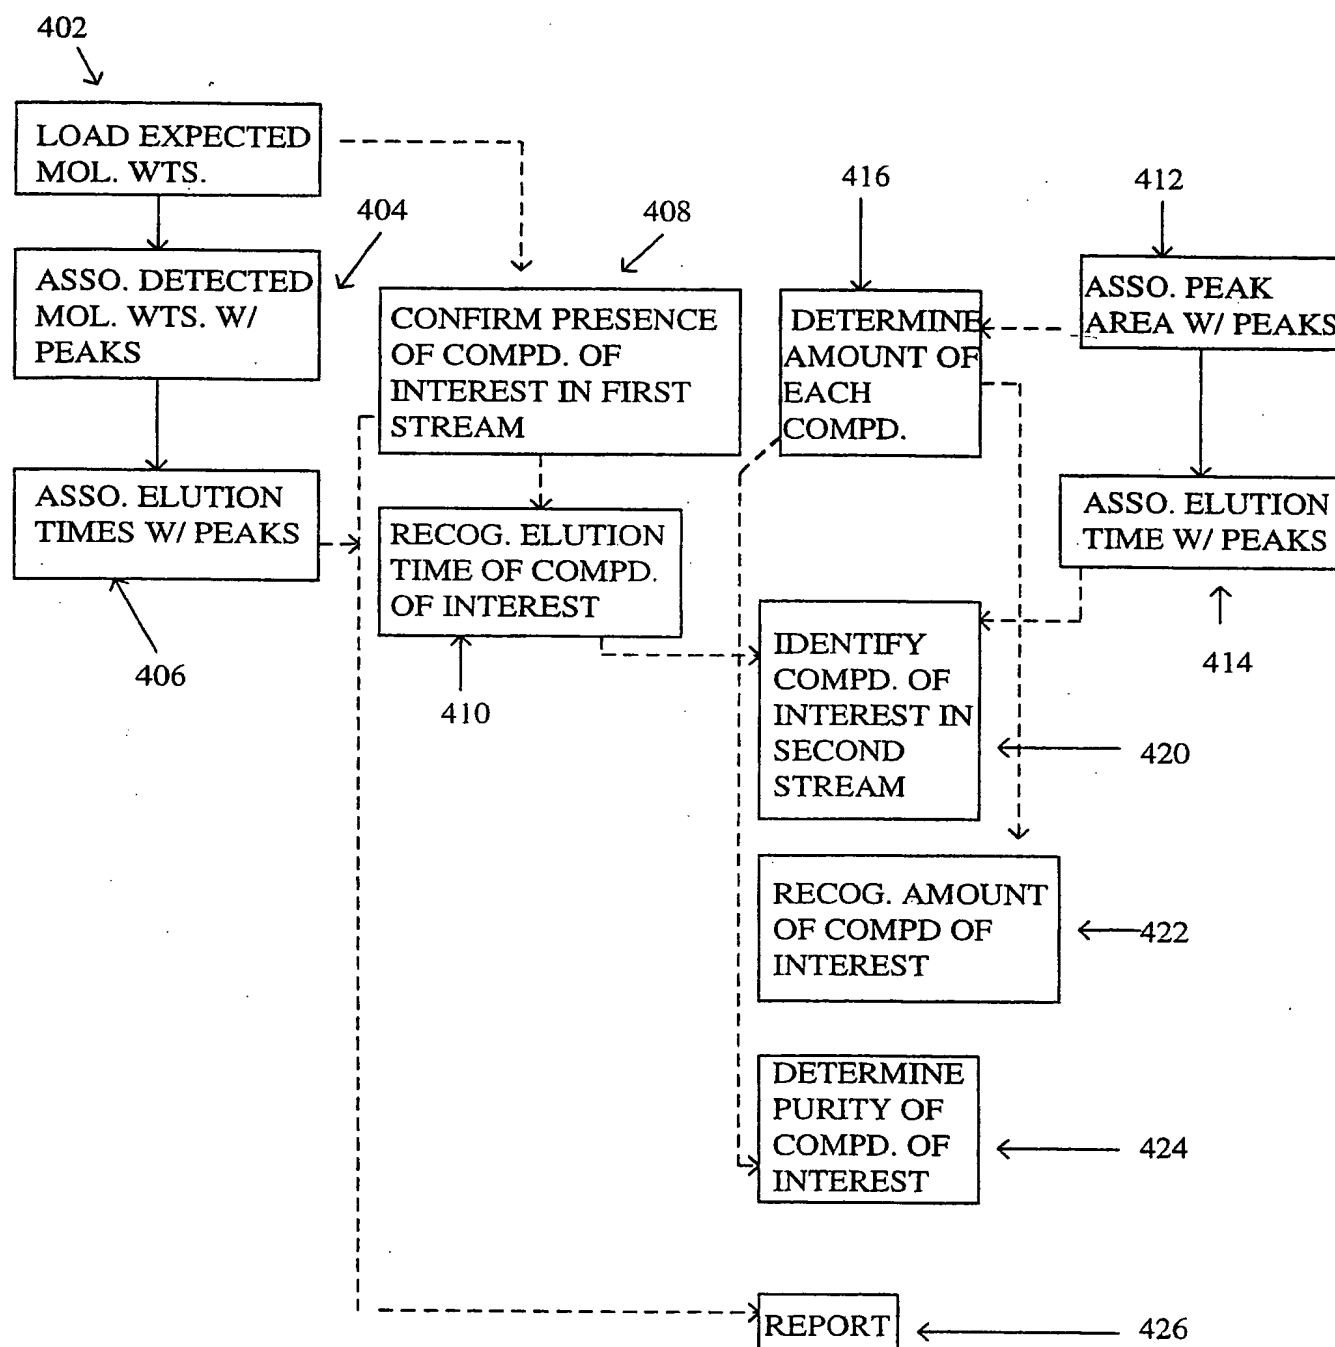 402
LOAD EXPECTED
MOL. WTS.
404
ASSO. DETECTED
MOL. WTS. W/
PEAKS
ASSO. ELUTION
TIMES W/ PEAKS
406
408
CONFIRM PRESENCE
OF COMPD. OF
INTEREST IN FIRST
STREAM
RECOG. ELUTION
TIME OF COMPD.
OF INTEREST
410
416
DETERMINE
AMOUNT OF
EACH
COMPD.
412
ASSO. PEAK
AREA W/ PEAKS
ASSO. ELUTION
TIME W/ PEAKS
414
IDENTIFY
COMPD. OF
INTEREST IN
SECOND
STREAM
420
RECOG. AMOUNT
OF COMPD OF
INTEREST
422
DETERMINE
PURITY OF
COMPD. OF
INTEREST
424
REPORT
426